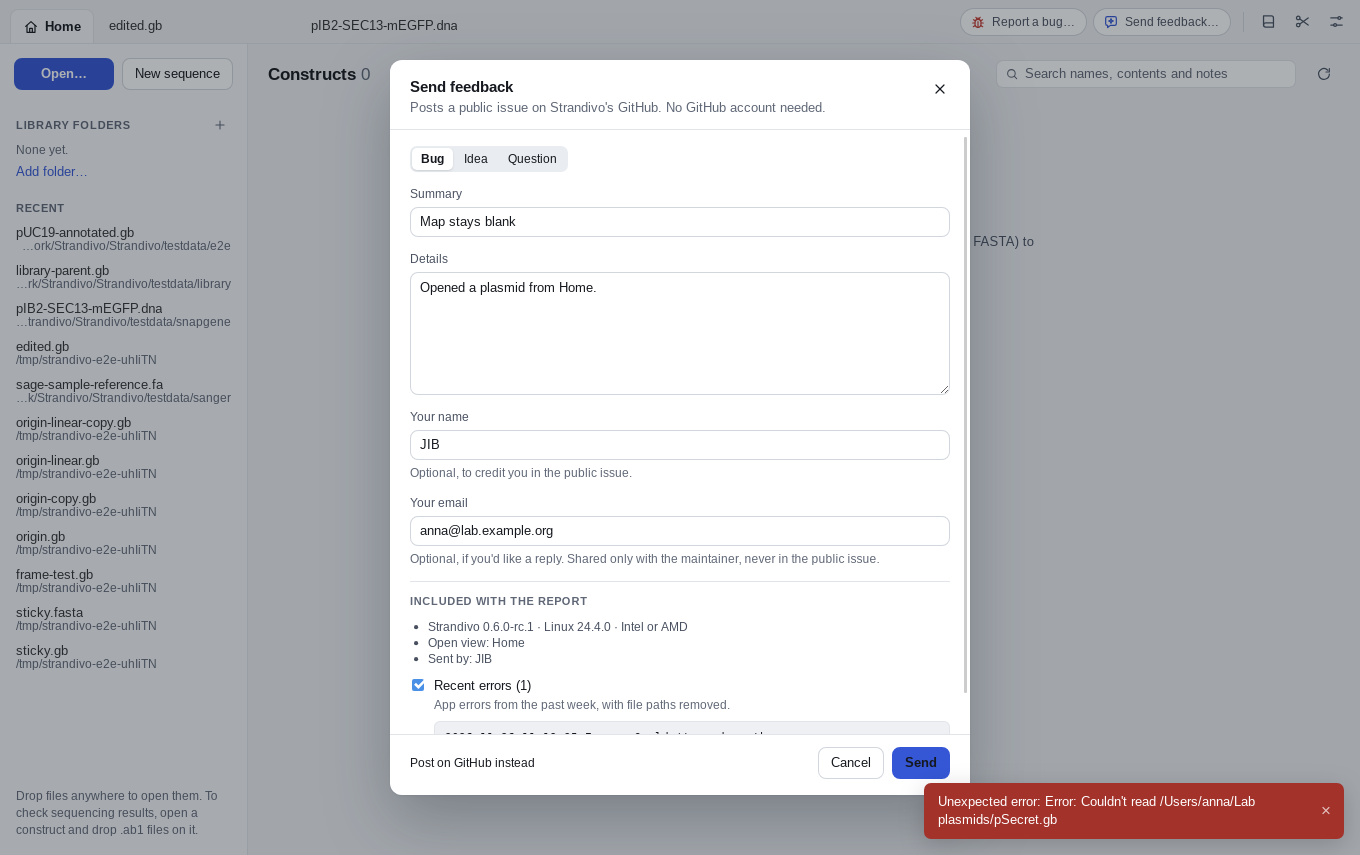 Home
edited.gb
pIB2-SEC13-mEGFP.dna
Report a bug…
Send feedback…
Open…
New sequence
Constructs 0
Search names, contents and notes
LIBRARY FOLDERS
None yet.
Add folder…
RECENT
pUC19-annotated.gb
…ork/Strandivo/Strandivo/testdata/e2e
library-parent.gb
…rk/Strandivo/Strandivo/testdata/library
pIB2-SEC13-mEGFP.dna
…trandivo/Strandivo/testdata/snapgene
edited.gb
/tmp/strandivo-e2e-uhIiTN
sage-sample-reference.fa
…k/Strandivo/Strandivo/testdata/sanger
origin-linear-copy.gb
/tmp/strandivo-e2e-uhIiTN
origin-linear.gb
/tmp/strandivo-e2e-uhIiTN
origin-copy.gb
/tmp/strandivo-e2e-uhIiTN
origin.gb
/tmp/strandivo-e2e-uhIiTN
frame-test.gb
/tmp/strandivo-e2e-uhIiTN
sticky.fasta
/tmp/strandivo-e2e-uhIiTN
sticky.gb
/tmp/strandivo-e2e-uhIiTN
Drop files anywhere to open them. To
check sequencing results, open a
construct and drop .ab1 files on it.
FASTA) to
Send feedback
Posts a public issue on Strandivo's GitHub. No GitHub account needed.
Bug
Idea
Question
Summary
Map stays blank
Details
Opened a plasmid from Home.
Your name
JIB
Optional, to credit you in the public issue.
Your email
anna@lab.example.org
Optional, if you'd like a reply. Shared only with the maintainer, never in the public issue.
INCLUDED WITH THE REPORT
Strandivo 0.6.0-rc.1 · Linux 24.4.0 · Intel or AMD
Open view: Home
Sent by: JIB
Recent errors (1)
App errors from the past week, with file paths removed.
Post on GitHub instead
Cancel
Send
Unexpected error: Error: Couldn't read /Users/anna/Lab
plasmids/pSecret.gb